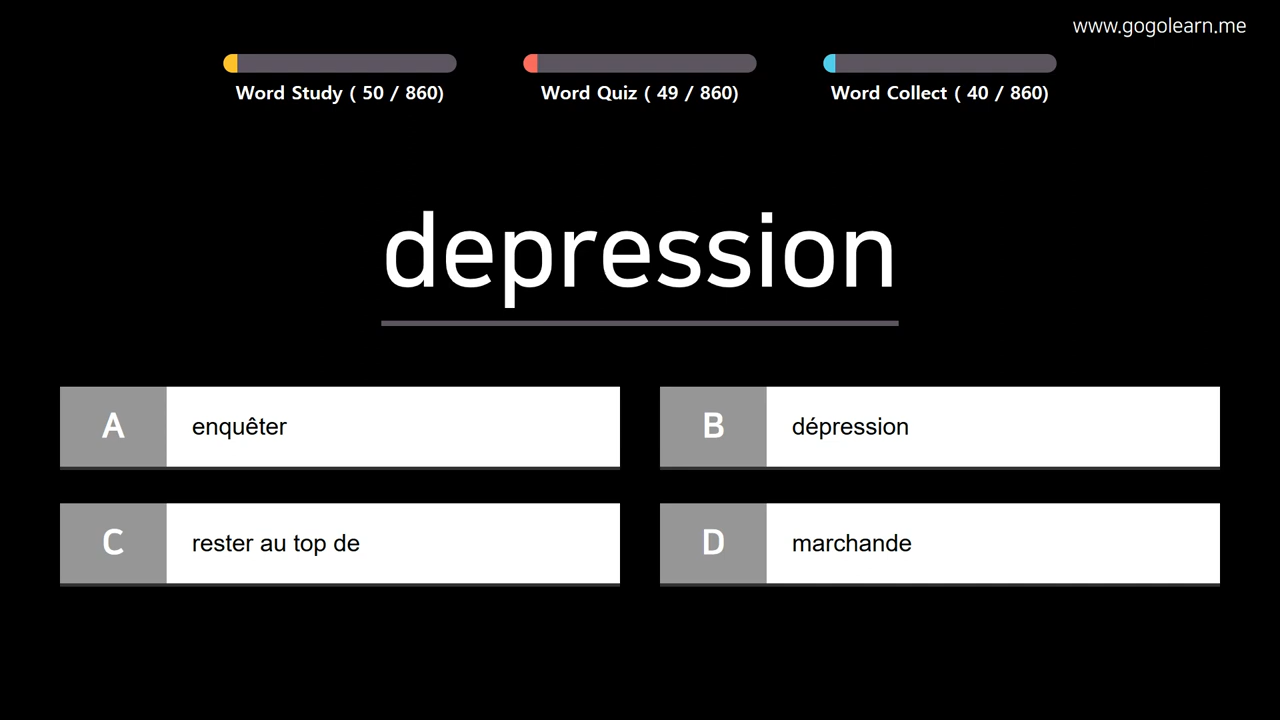 www.gogolearn.me
Word Study ( 50 / 860)
Word Quiz ( 49 / 860)
Word Collect ( 40 / 860)
depression
A
enquêter
B
dépression
C
rester au top de
D
marchande